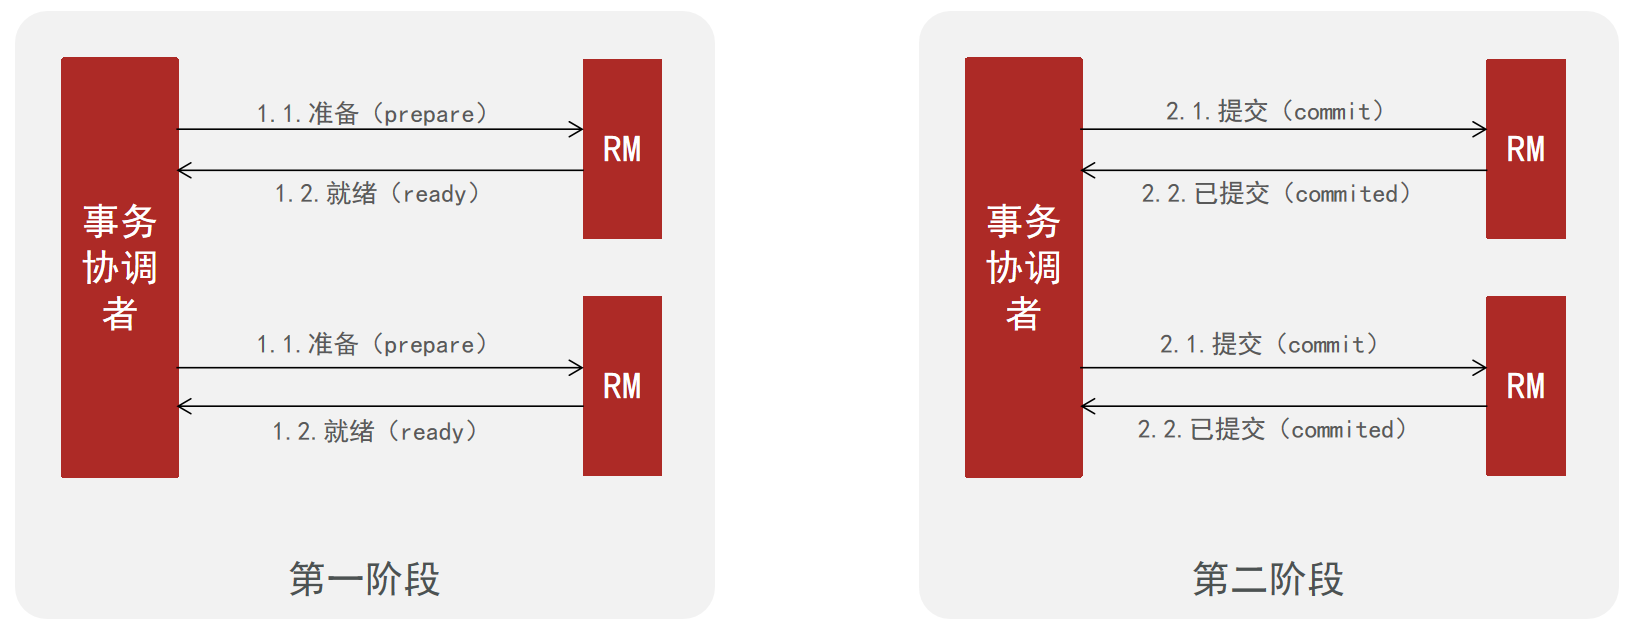 1.1.准备（prepare）
RM
1.2.就绪（ready）
事务
协调
者
1.1.准备（prepare）
RM
1.2.就绪（ready）
第一阶段
2.1.提交（commit）
RM
2.2.已提交（commited）
事务
协调
者
2.1.提交（commit）
RM
2.2.已提交（commited）
第二阶段